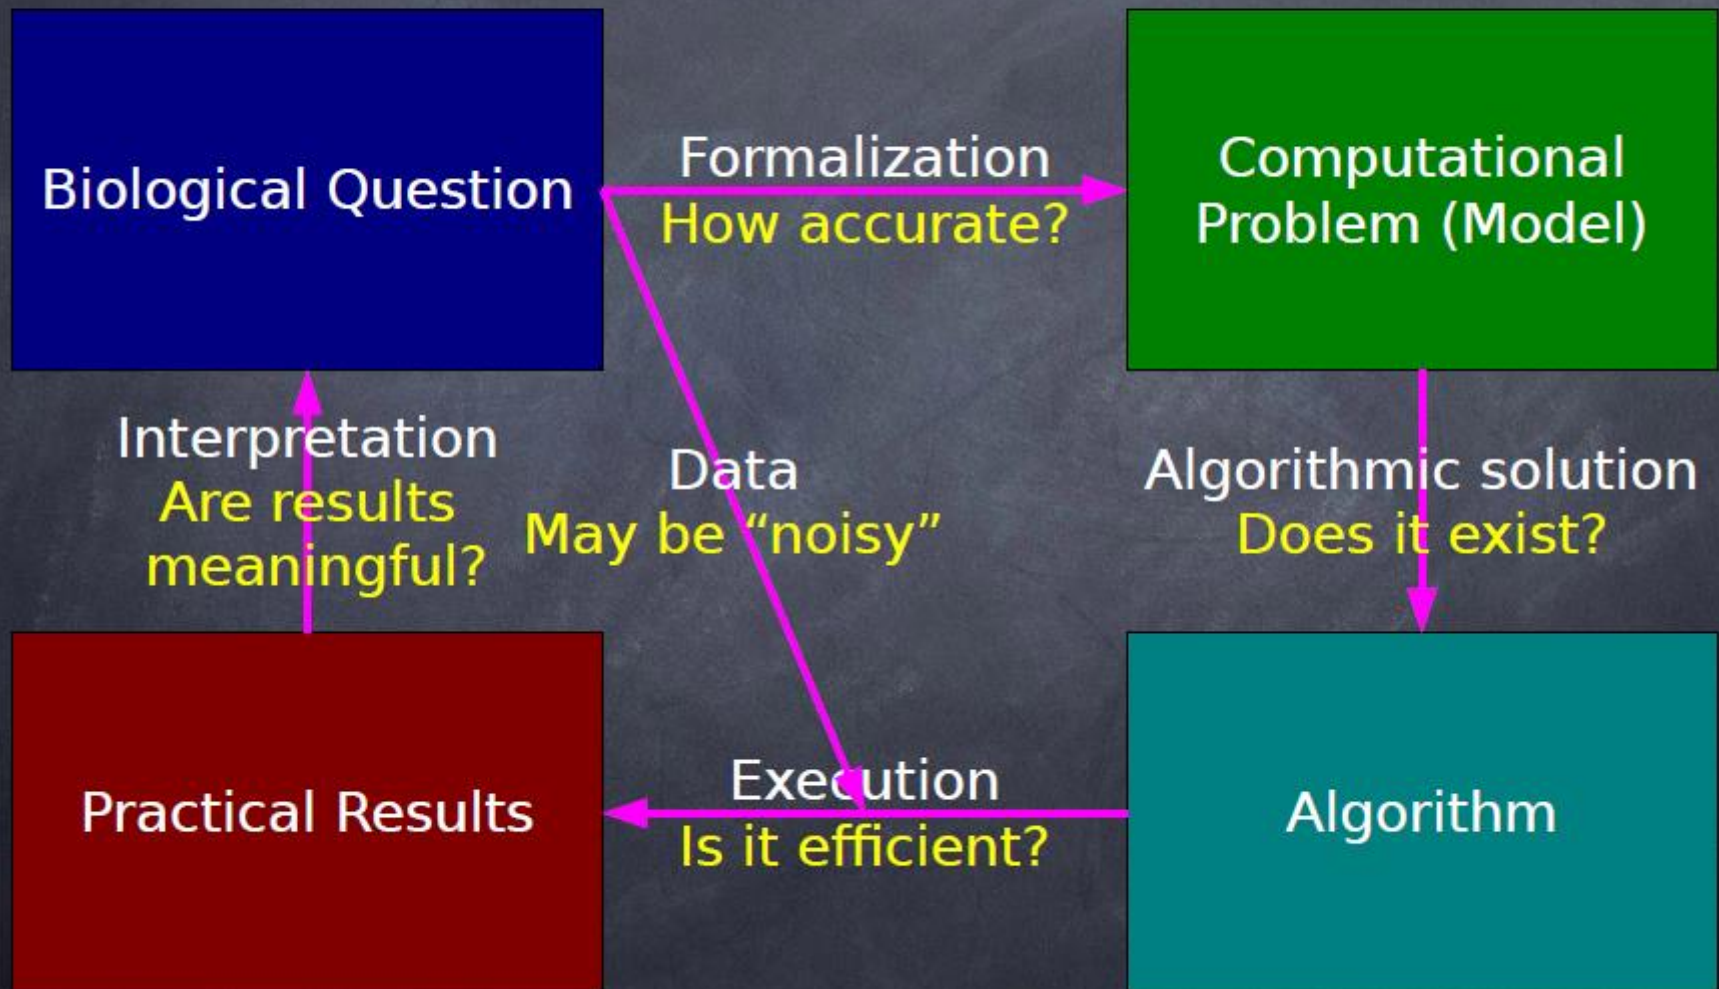 Biological Question
Formalization
How accurate?
Computational
Problem (Model)
Interpretation
Are results
meaningful?
Data
May be “noisy”
Algorithmic solution
Does it exist?
Practical Results
Execution
Is it efficient?
Algorithm